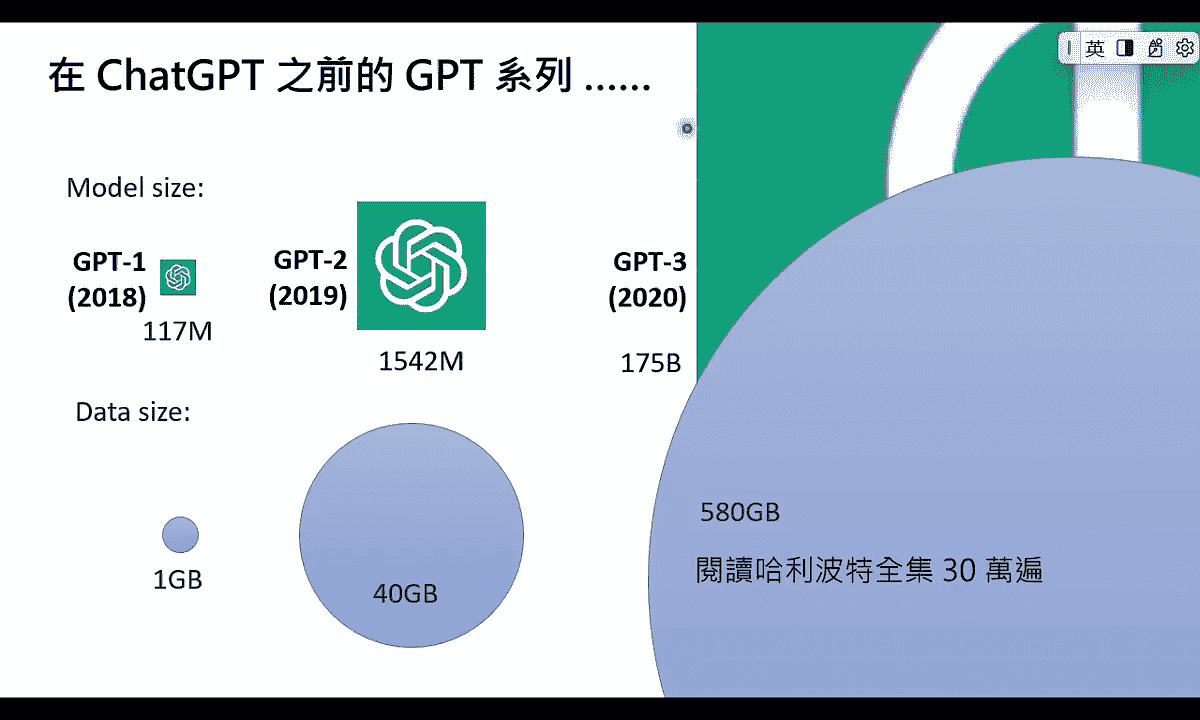 在 ChatGPT 之前的 GPT 系列 ......
英
Model size:
GPT-1
(2018)
117M
GPT-2
(2019)
1542M
GPT-3
(2020)
175B
Data size:
1GB
40GB
580GB
閱讀哈利波特全集 30 萬遍